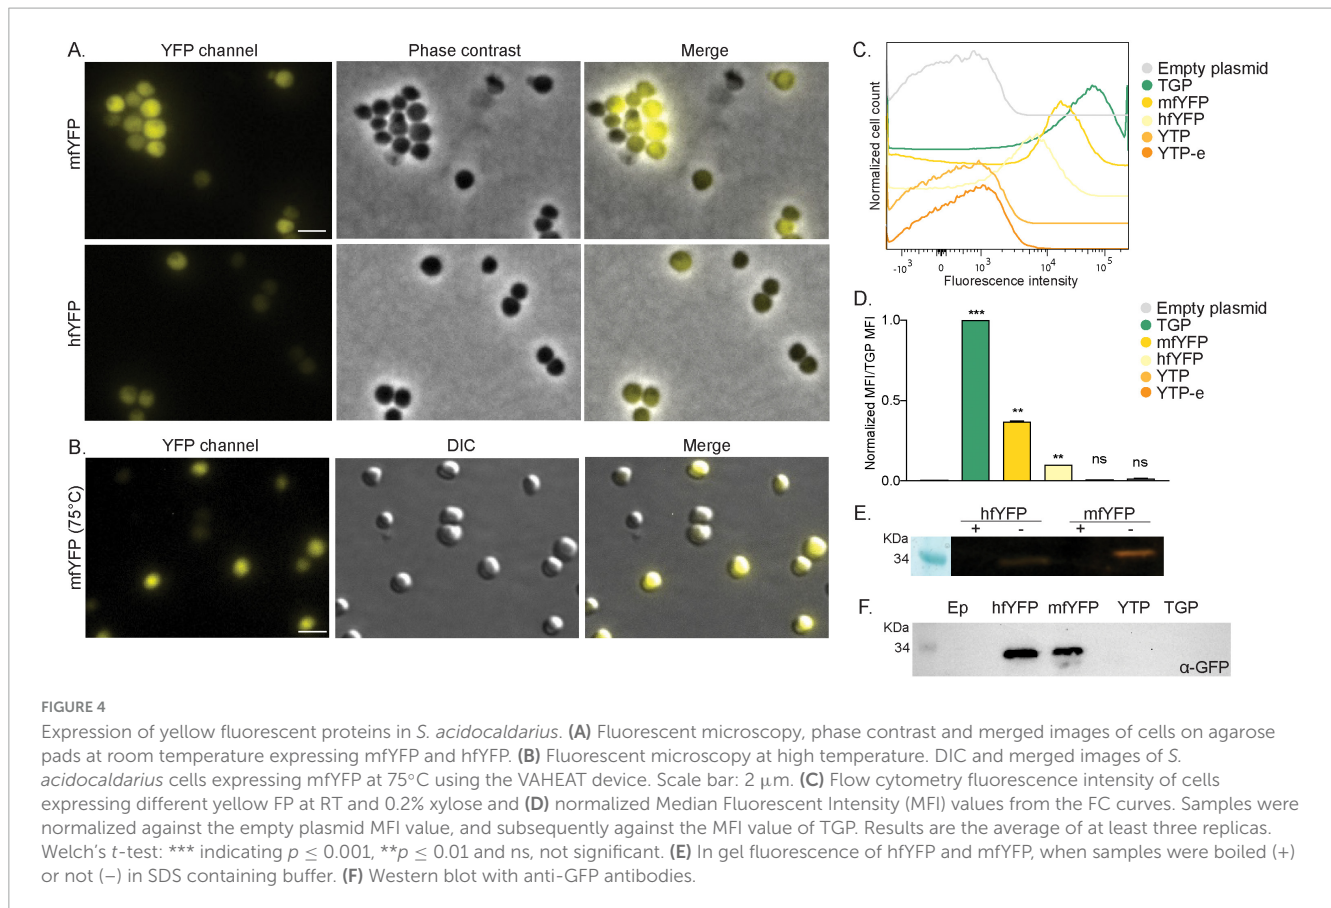 A.
YFP channel
Phase contrast
Merge
mfYFP
hfYFP
B.
YFP channel
DIC
Merge
mfYFP (75°C)
C.
Normalized cell count
-10³ 0 10³ 10⁴ 10⁵
Fluorescence intensity
Empty plasmid
TGP
mfYFP
hfYFP
YTP
YTP-e
D.
Normalized MFI/TGP MFI
1.0
0.5
0.0
***
**
**
ns
ns
Empty plasmid
TGP
mfYFP
hfYFP
YTP
YTP-e
E.
hfYFP mfYFP
+ - + -
KDa
34
F.
Ep hfYFP mfYFP YTP TGP
KDa
34
α-GFP
FIGURE 4
Expression of yellow fluorescent proteins in S. acidocaldarius. (A) Fluorescent microscopy, phase contrast and merged images of cells on agarose
pads at room temperature expressing mfYFP and hfYFP. (B) Fluorescent microscopy at high temperature. DIC and merged images of S.
acidocaldarius cells expressing mfYFP at 75°C using the VAHEAT device. Scale bar: 2 μm. (C) Flow cytometry fluorescence intensity of cells
expressing different yellow FP at RT and 0.2% xylose and (D) normalized Median Fluorescent Intensity (MFI) values from the FC curves. Samples were
normalized against the empty plasmid MFI value, and subsequently against the MFI value of TGP. Results are the average of at least three replicas.
Welch's t-test: *** indicating p ≤ 0.001, **p ≤ 0.01 and ns, not significant. (E) In gel fluorescence of hfYFP and mfYFP, when samples were boiled (+)
or not (−) in SDS containing buffer. (F) Western blot with anti-GFP antibodies.